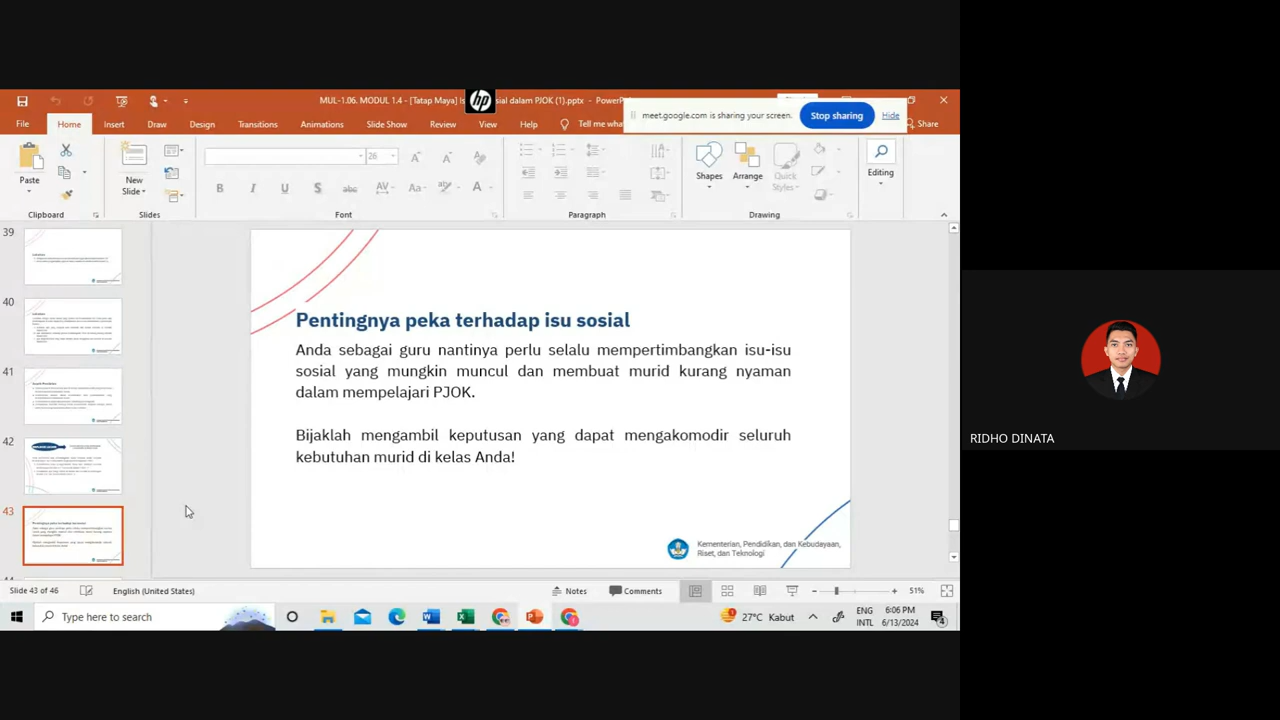 MUL-1.06. MODUL 1.4 - [Tatap Maya] Is
sial dalam PJOK (1).pptx - PowerP
meet.google.com is sharing your screen.
Stop sharing
Hide
File
Home
Insert
Draw
Design
Transitions
Animations
Slide Show
Review
View
Help
Tell me wha
Share
Paste
New
Slide
26
Shapes
Arrange
Quick
Styles
Editing
Clipboard
Slides
Font
Paragraph
Drawing
39
40
41
42
43
Pentingnya peka terhadap isu sosial
Anda sebagai guru nantinya perlu selalu mempertimbangkan isu-isu
sosial yang mungkin muncul dan membuat murid kurang nyaman
dalam mempelajari PJOK.
Bijaklah mengambil keputusan yang dapat mengakomodir seluruh
kebutuhan murid di kelas Anda!
Kementerian, Pendidikan, dan Kebudayaan,
Riset, dan Teknologi
RIDHO DINATA
Slide 43 of 46
English (United States)
Notes
Comments
51%
Type here to search
27°C Kabut
ENG
INTL
6:06 PM
6/13/2024
4